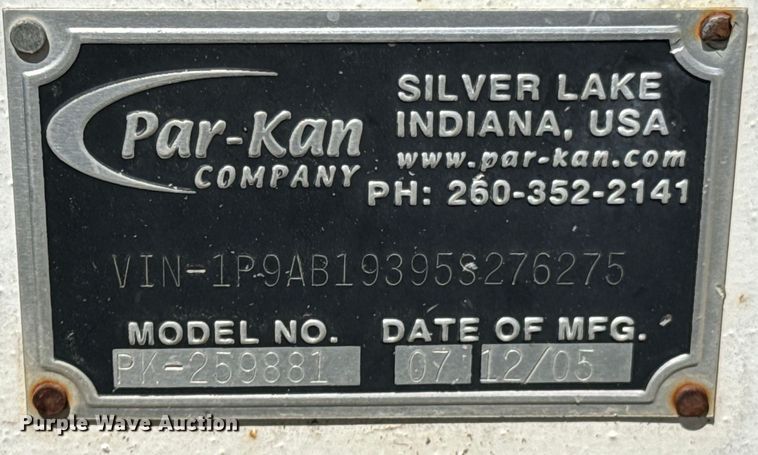 Par-Kan
COMPANY
SILVER LAKE
INDIANA, USA
www.par-kan.com
PH: 260-352-2141
VIN-1P9AB19395S276275
MODEL NO.
PK-259881
DATE OF MFG.
07/12/05
Purple Wave Auction